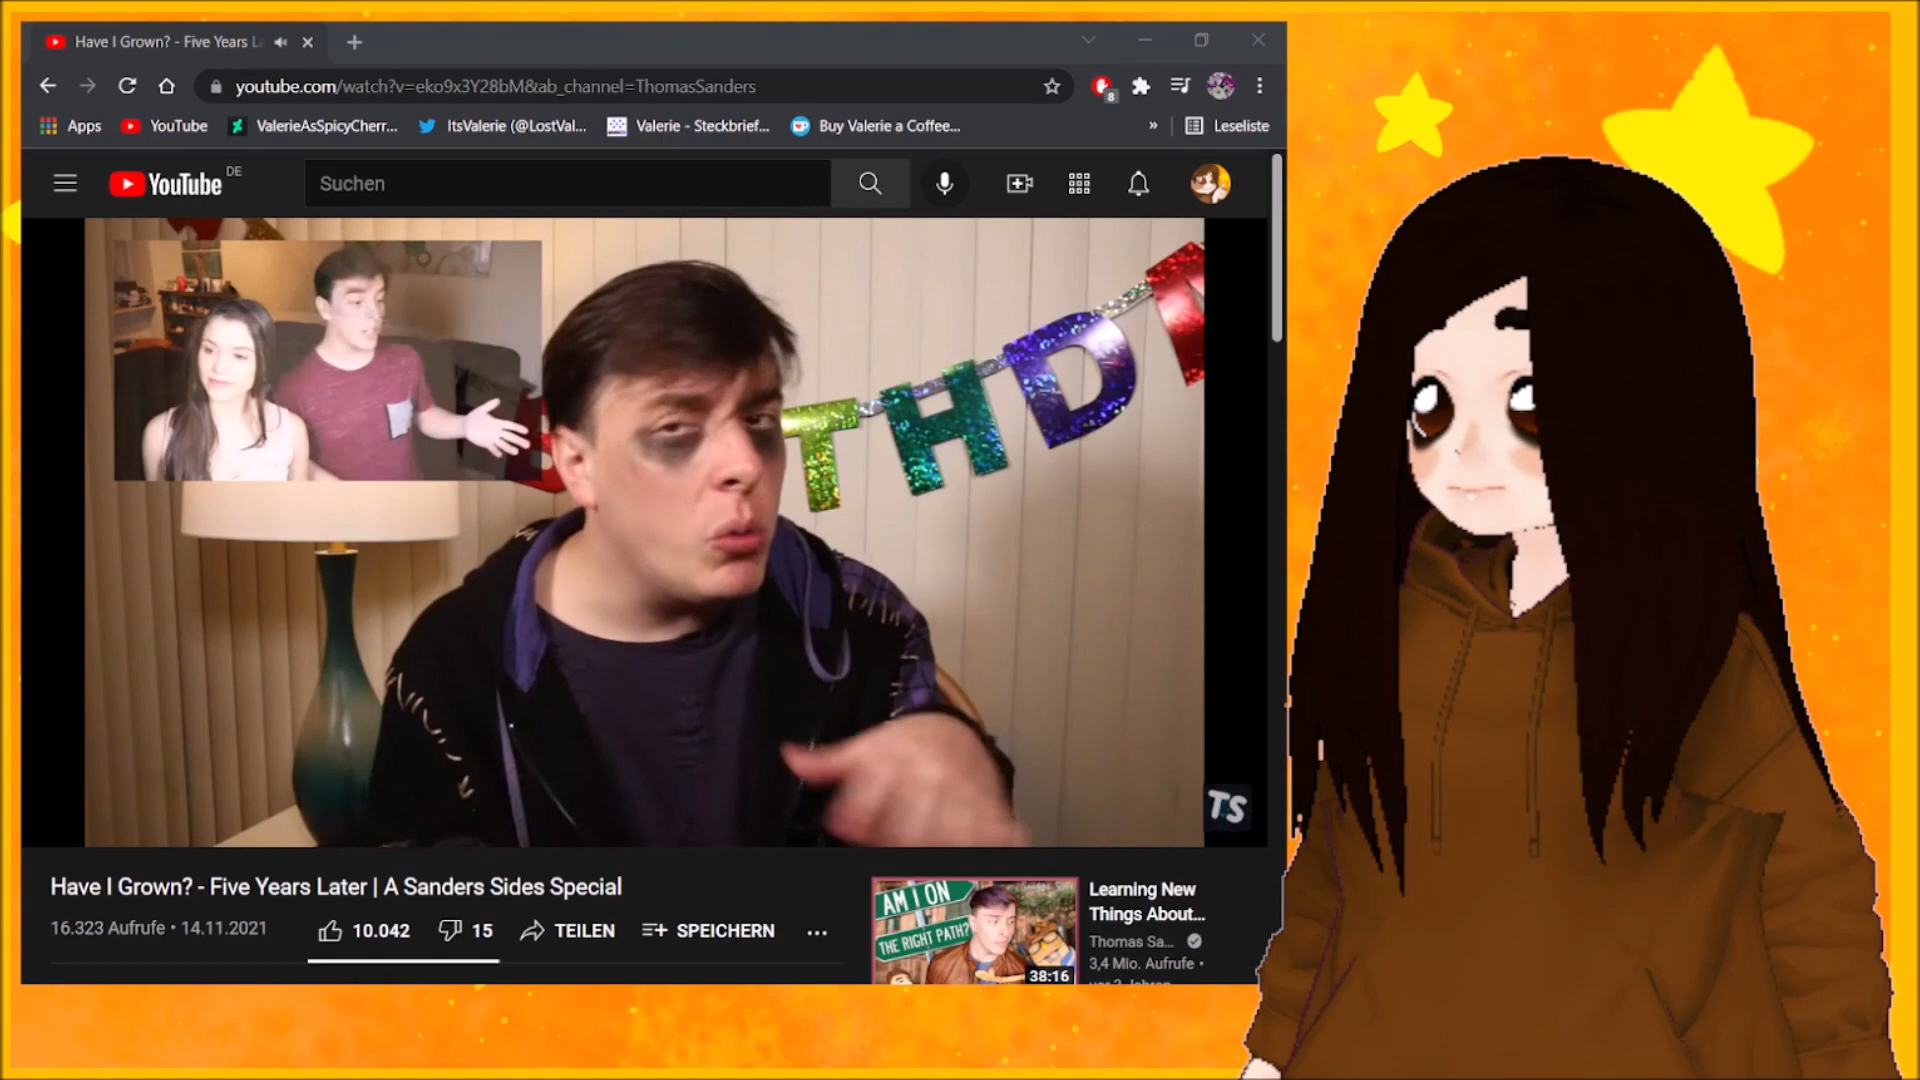 Have I Grown? - Five Years La
youtube.com/watch?v=eko9x3Y28bM&ab_channel=ThomasSanders
8
Apps YouTube ValerieAsSpicyCherr... ItsValerie (@LostVal... Valerie - Steckbrief... Buy Valerie a Coffee... » Leseliste
YouTube DE
Suchen
THD
TS
Have I Grown? - Five Years Later | A Sanders Sides Special
16.323 Aufrufe • 14.11.2021 10.042 15 TEILEN SPEICHERN ...
AM I ON
THE RIGHT PATH?
38:16
Learning New
Things About...
Thomas Sa...
3,4 Mio. Aufrufe •